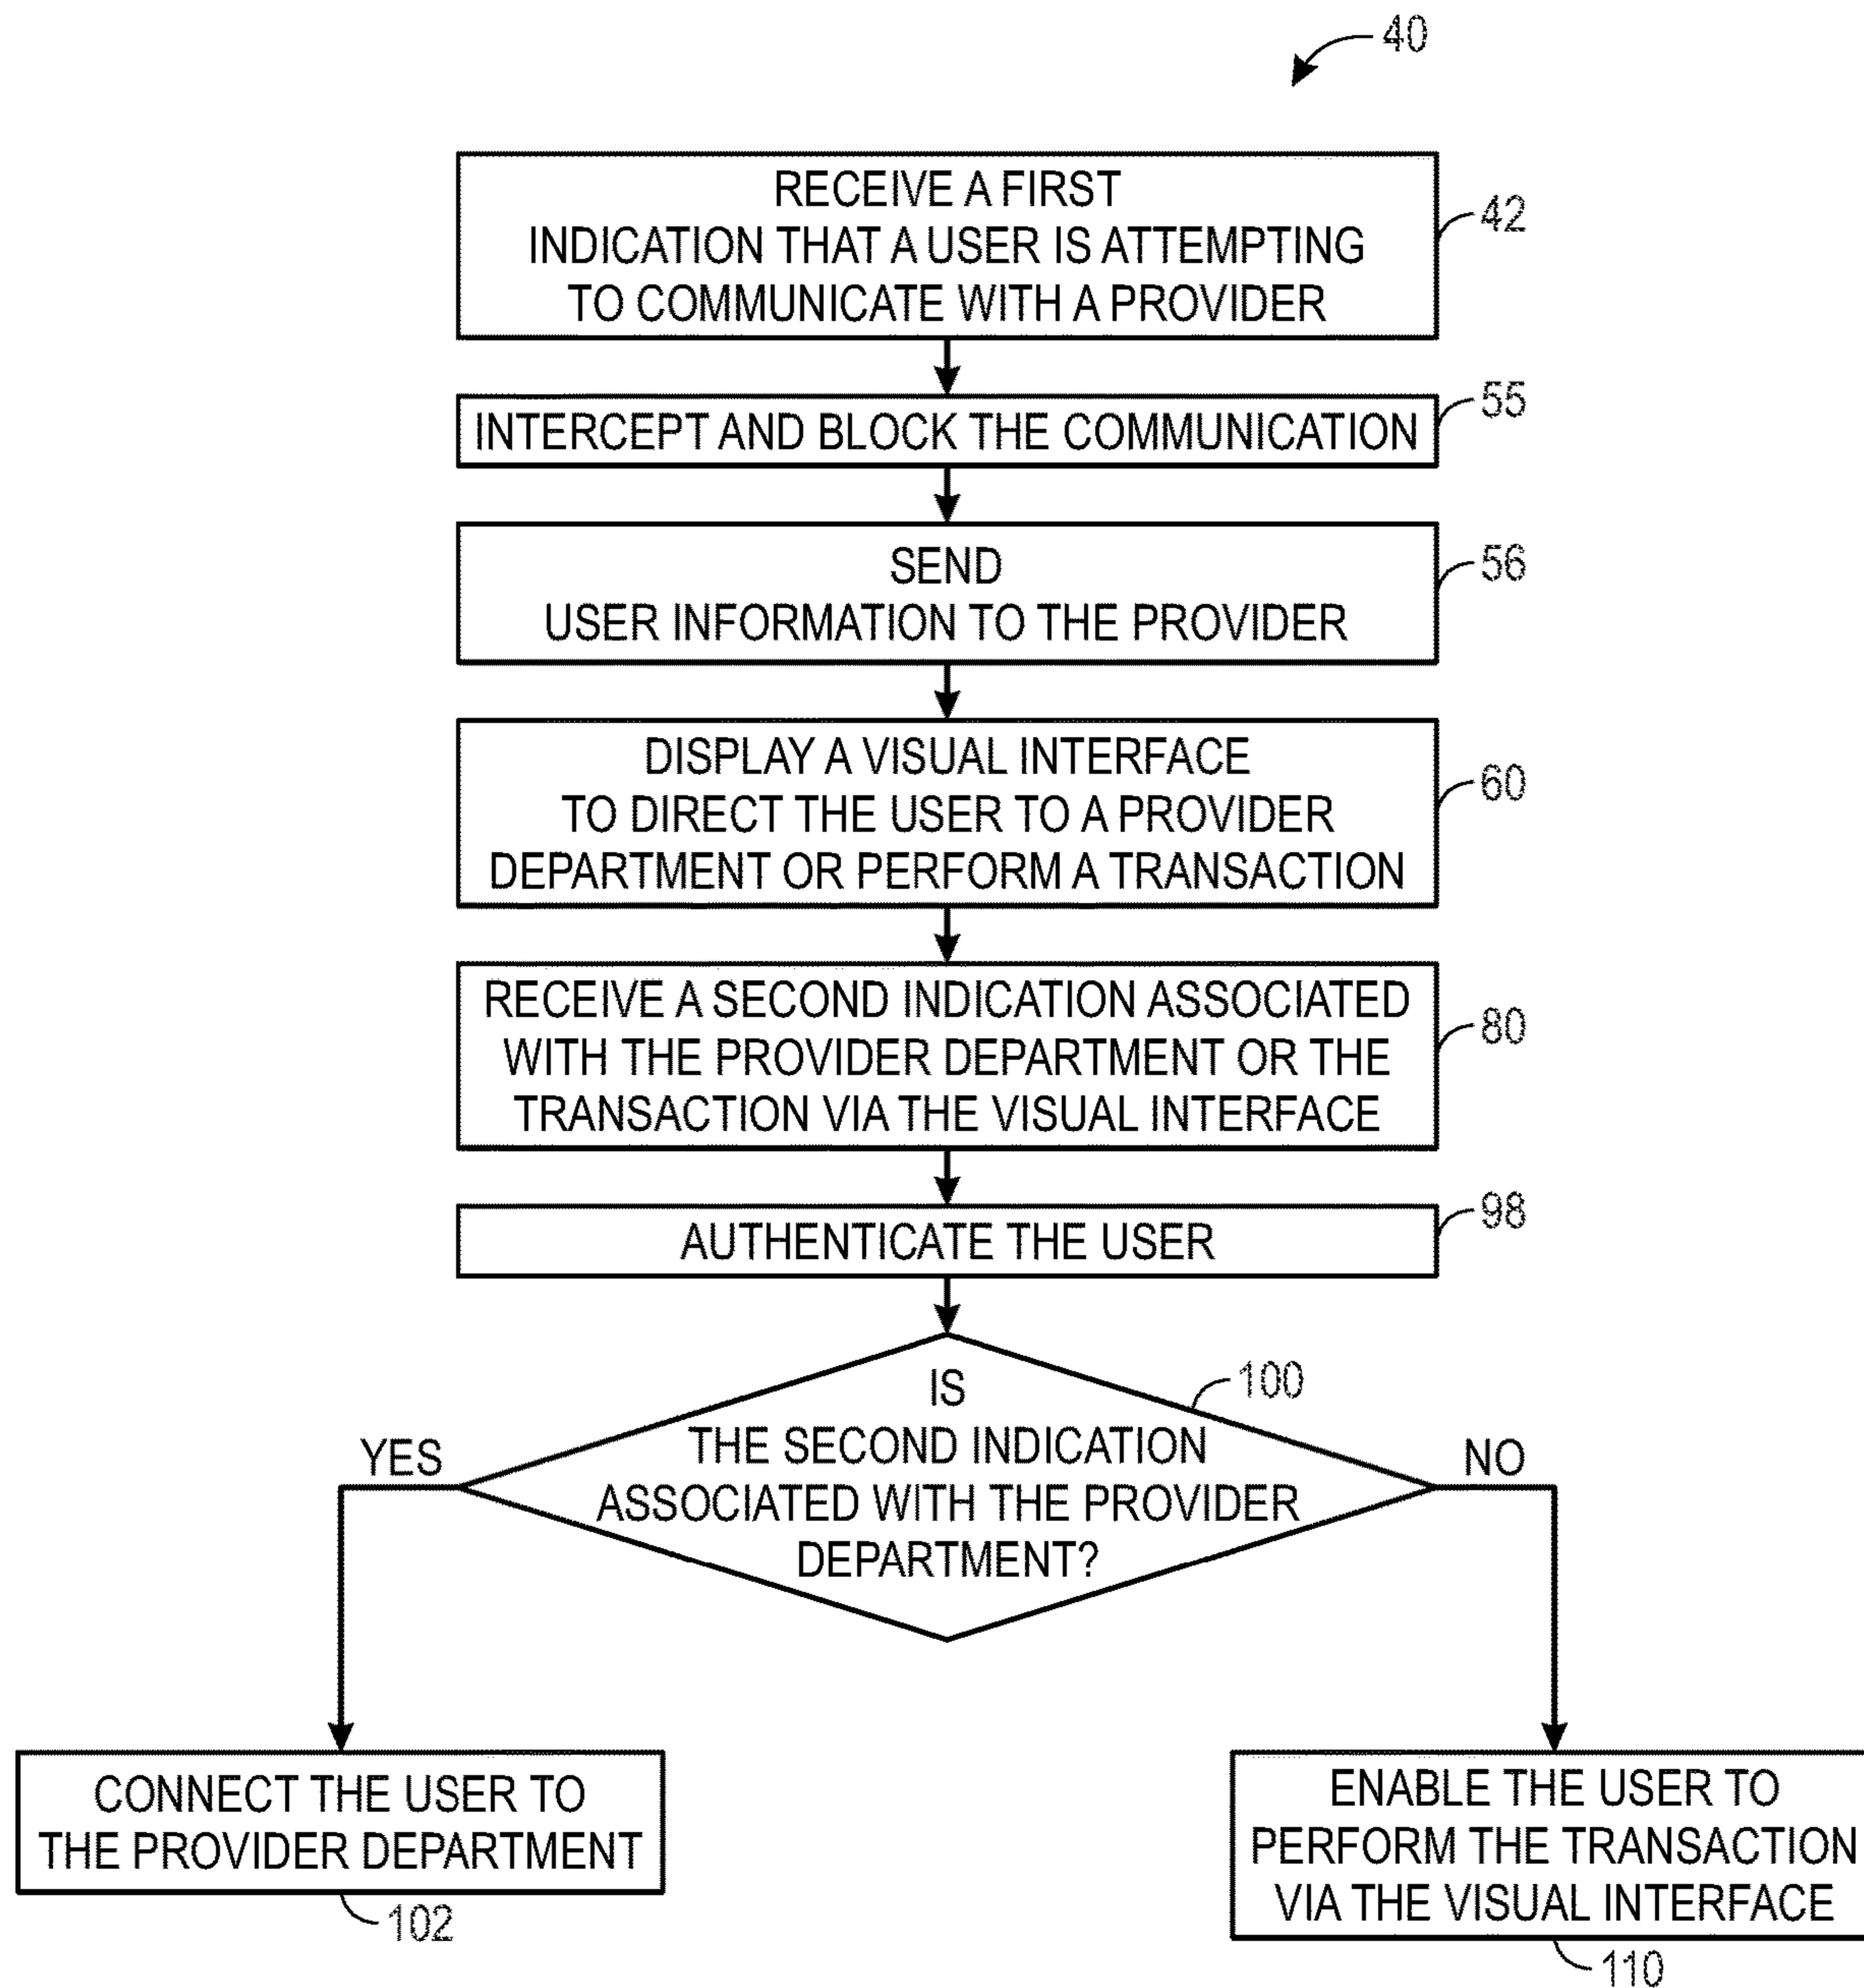 40
RECEIVE A FIRST
INDICATION THAT A USER IS ATTEMPTING
TO COMMUNICATE WITH A PROVIDER
42
INTERCEPT AND BLOCK THE COMMUNICATION
55
SEND
USER INFORMATION TO THE PROVIDER
56
DISPLAY A VISUAL INTERFACE
TO DIRECT THE USER TO A PROVIDER
DEPARTMENT OR PERFORM A TRANSACTION
60
RECEIVE A SECOND INDICATION ASSOCIATED
WITH THE PROVIDER DEPARTMENT OR THE
TRANSACTION VIA THE VISUAL INTERFACE
80
AUTHENTICATE THE USER
98
IS
THE SECOND INDICATION
ASSOCIATED WITH THE PROVIDER
DEPARTMENT?
100
YES
NO
CONNECT THE USER TO
THE PROVIDER DEPARTMENT
102
ENABLE THE USER TO
PERFORM THE TRANSACTION
VIA THE VISUAL INTERFACE
110